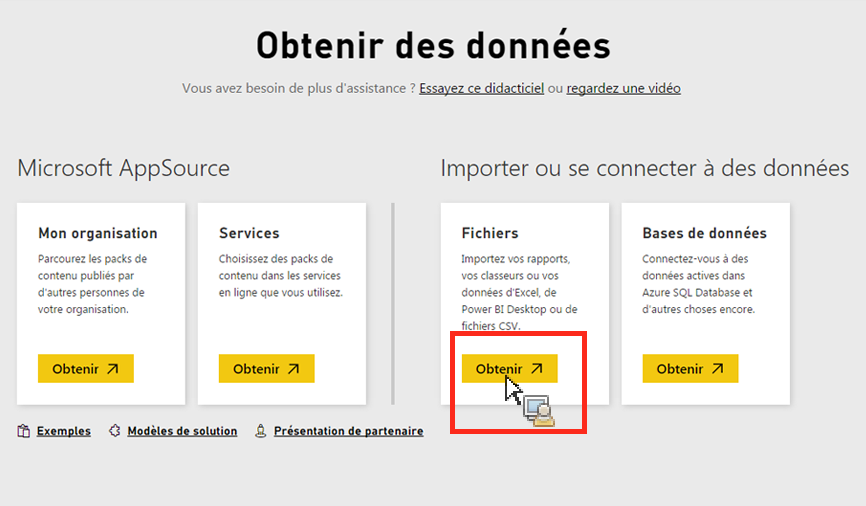 Obtenir des données
Vous avez besoin de plus d'assistance ? Essayez ce didacticiel ou regardez une vidéo
Microsoft AppSource
Mon organisation
Parcourez les packs de
contenu publiés par
d'autres personnes de
votre organisation.
Obtenir
Services
Choisissez des packs de
contenu dans les services
en ligne que vous utilisez.
Obtenir
Importer ou se connecter à des données
Fichiers
Importez vos rapports,
vos classeurs ou vos
données d'Excel, de
Power BI Desktop ou de
fichiers CSV.
Obtenir
Bases de données
Connectez-vous à des
données actives dans
Azure SQL Database et
d'autres choses encore.
Obtenir
Exemples
Modèles de solution
Présentation de partenaire